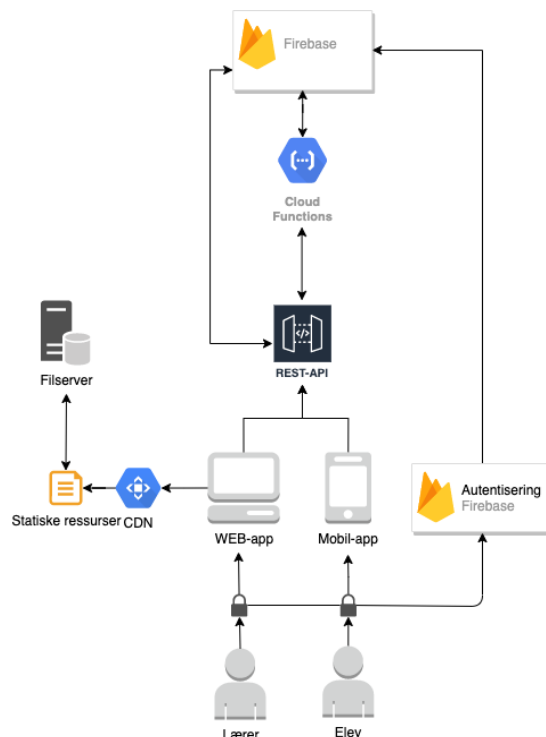 Firebase
Cloud
Functions
REST-API
Filserver
Statiske ressurser
CDN
WEB-app
Mobil-app
Autentisering
Firebase
Lærer
Elev